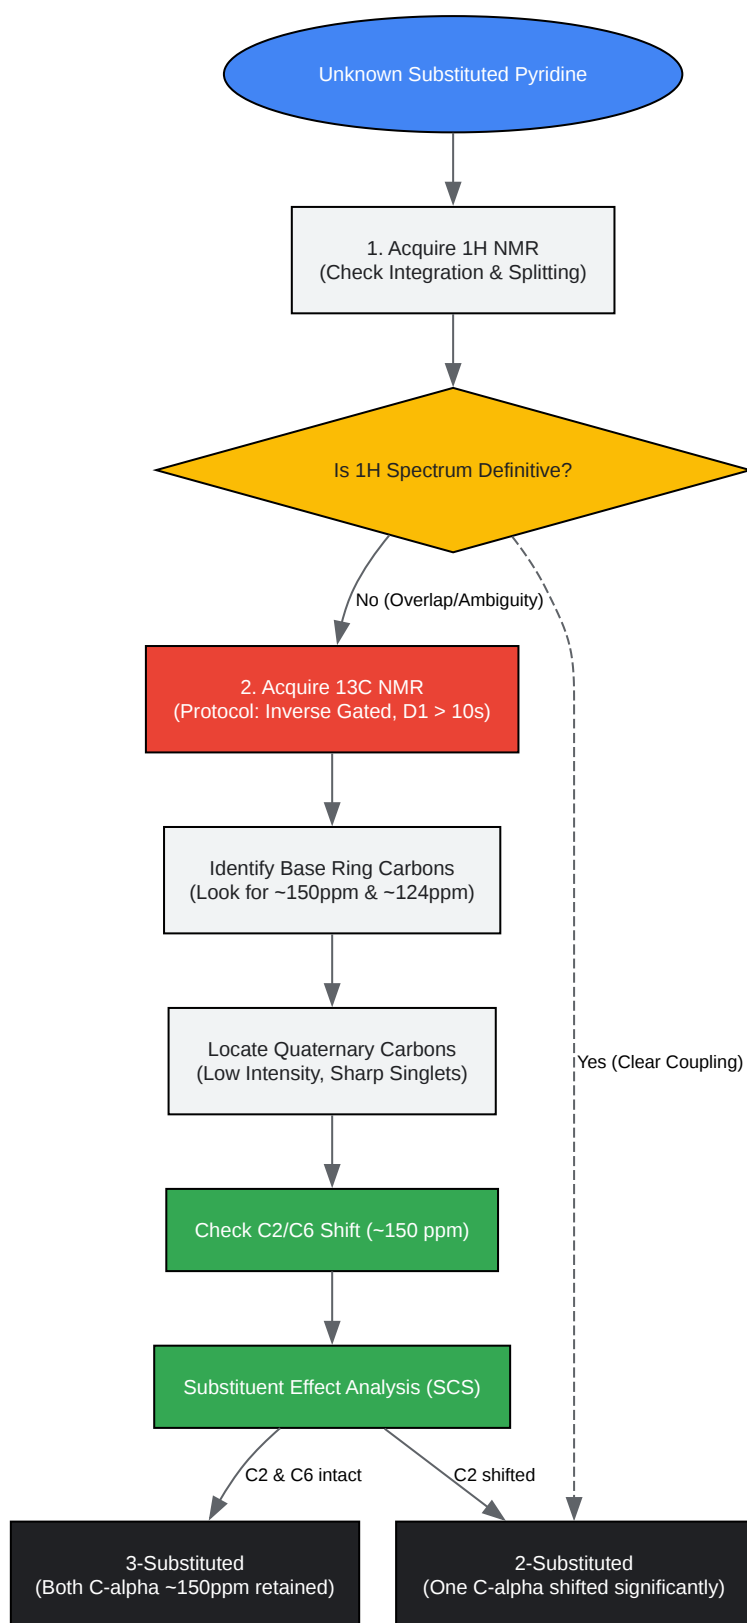 Unknown Substituted Pyridine
1. Acquire 1H NMR
(Check Integration & Splitting)
Is 1H Spectrum Definitive?
No (Overlap/Ambiguity)
2. Acquire 13C NMR
(Protocol: Inverse Gated, D1 > 10s)
Identify Base Ring Carbons
(Look for ~150ppm & ~124ppm)
Locate Quaternary Carbons
(Low Intensity, Sharp Singlets)
Yes (Clear Coupling)
Check C2/C6 Shift (~150 ppm)
Substituent Effect Analysis (SCS)
C2 & C6 intact
C2 shifted
3-Substituted
(Both C-alpha ~150ppm retained)
2-Substituted
(One C-alpha shifted significantly)